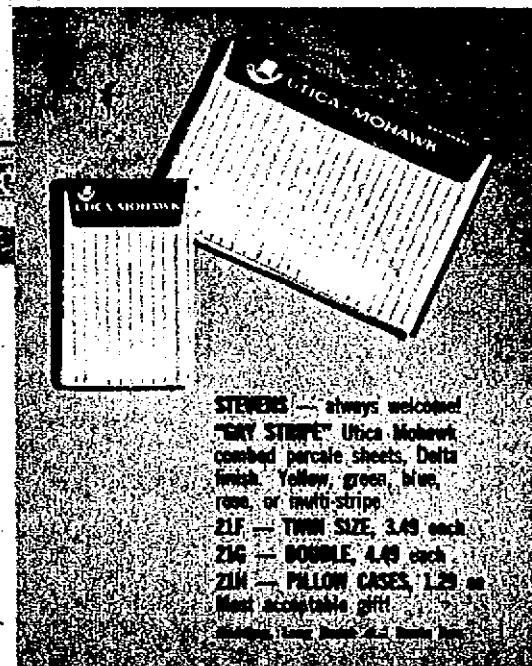 UTICA MOHAWK
UTICA MOHAWK
STEVENS — always welcome!
"GAY STRIPE" Utica Mohawk
combed percale sheets. Delta
finish. Yellow, green, blue,
rose, or multi-stripe.
21F — TWIN SIZE, 3.49 each
21G — DOUBLE, 4.49 each
21H — PILLOW CASES, 1.29 ea
Most acceptable gift!